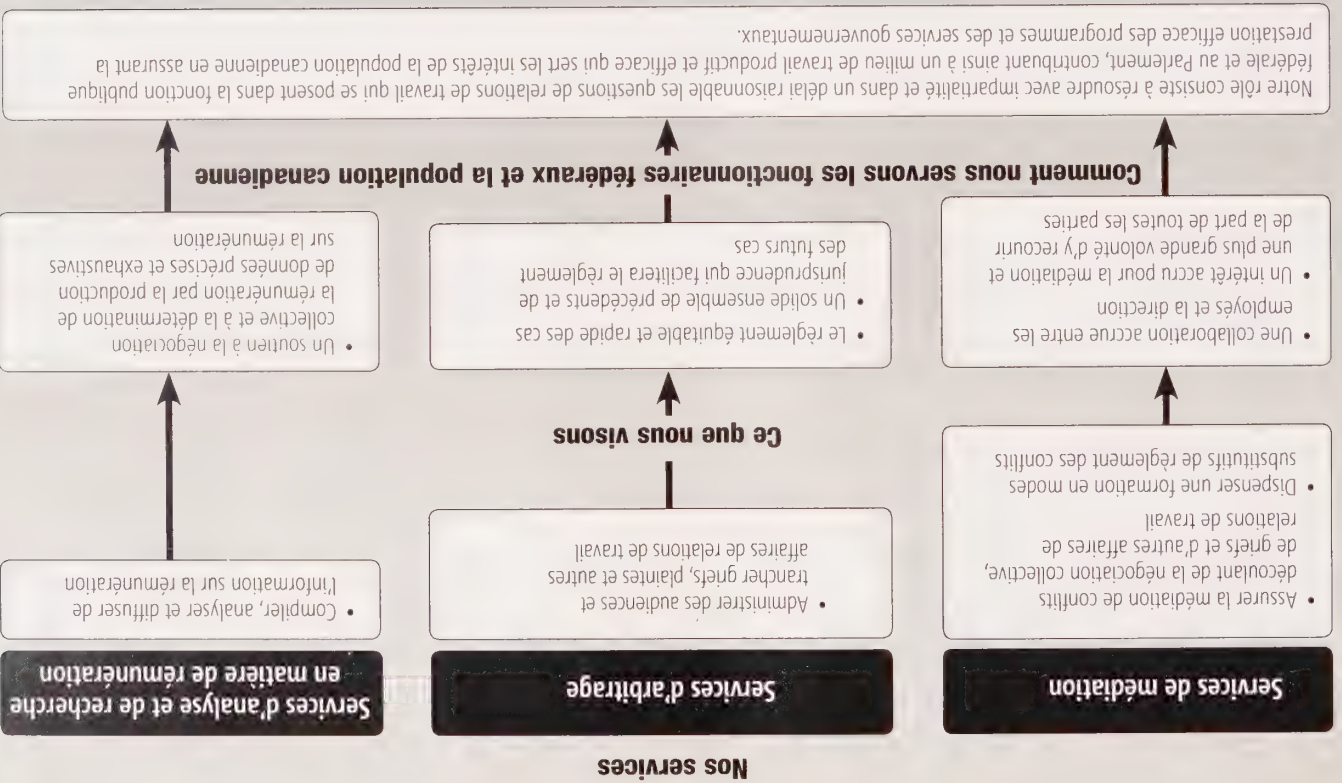 Nos services
Services d'analyse et de recherche
en matière de rémunération
• Compiler, analyser et diffuser de
l'information sur la rémunération
Services d'arbitrage
• Administrer des audiences et
trancher griefs, plaintes et autres
affaires de relations de travail
Services de médiation
• Assurer la médiation de conflits
découlant de la négociation collective,
de griefs et d'autres affaires de
relations de travail
• Dispenser une formation en modes
substitutifs de règlement des conflits
Ce que nous visons
• Un soutien à la négociation
collective et à la détermination de
la rémunération par la production
de données précises et exhaustives
sur la rémunération
• Le règlement équitable et rapide des cas
• Un solide ensemble de précédents et de
jurisprudence qui facilitera le règlement
des futurs cas
• Une collaboration accrue entre les
employés et la direction
• Un intérêt accru pour la médiation et
une plus grande volonté d'y recourir
de la part de toutes les parties
Comment nous servons les fonctionnaires fédéraux et la population canadienne
Notre rôle consiste à résoudre avec impartialité et dans un délai raisonnable les questions de relations de travail qui se posent dans la fonction publique
fédérale et au Parlement, contribuant ainsi à un milieu de travail productif et efficace qui sert les intérêts de la population canadienne en assurant la
prestation efficace des programmes et des services gouvernementaux.